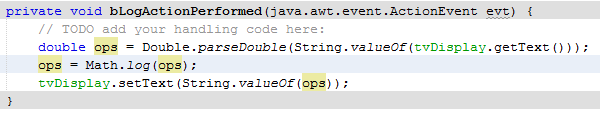 private void bLogActionPerformed(java.awt.event.ActionEvent evt) {
// TODO add your handling code here:
double ops = Double.parseDouble(String.valueOf(tvDisplay.getText()));
ops = Math.log(ops);
tvDisplay.setText(String.valueOf(ops));
}